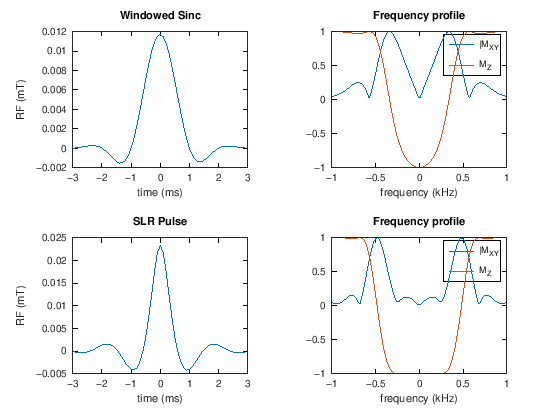 Windowed Sinc
0.012
0.01
0.008
0.006
0.004
0.002
0
−0.002
RF (mT)
−3 −2 −1 0 1 2 3
time (ms)
Frequency profile
1
0.5
0
−0.5
−1
|MXY
MZ
−1 −0.5 0 0.5 1
frequency (kHz)
SLR Pulse
0.025
0.02
0.015
0.01
0.005
0
−0.005
RF (mT)
−3 −2 −1 0 1 2 3
time (ms)
Frequency profile
1
0.5
0
−0.5
−1
|MXY
MZ
−1 −0.5 0 0.5 1
frequency (kHz)